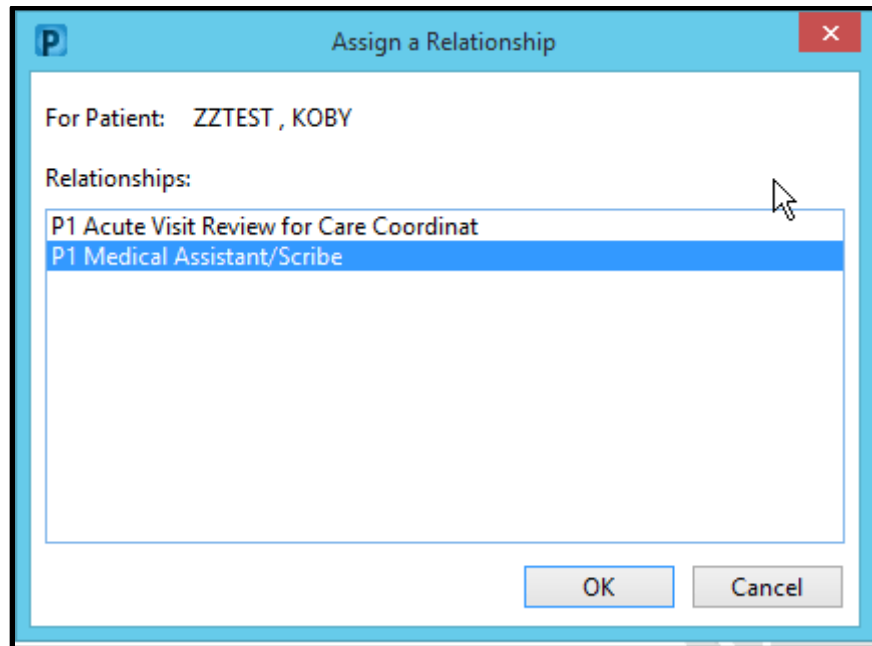 P
Assign a Relationship
For Patient: ZZTEST , KOBY
Relationships:
P1 Acute Visit Review for Care Coordinat
P1 Medical Assistant/Scribe
OK Cancel